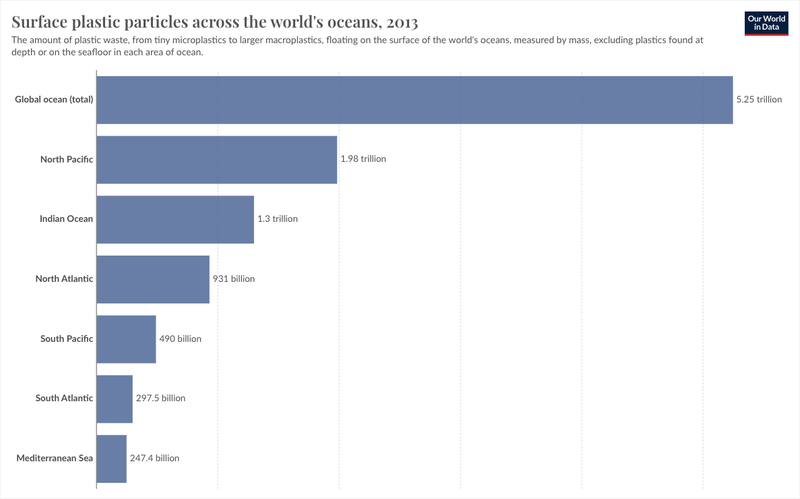 Surface plastic particles across the world's oceans, 2013
Our World
in Data
The amount of plastic waste, from tiny microplastics to larger macroplastics, floating on the surface of the world's oceans, measured by mass, excluding plastics found at
depth or on the seafloor in each area of ocean.
Global ocean (total) 5.25 trillion
North Pacific 1.98 trillion
Indian Ocean 1.3 trillion
North Atlantic 931 billion
South Pacific 490 billion
South Atlantic 297.5 billion
Mediterranean Sea 247.4 billion